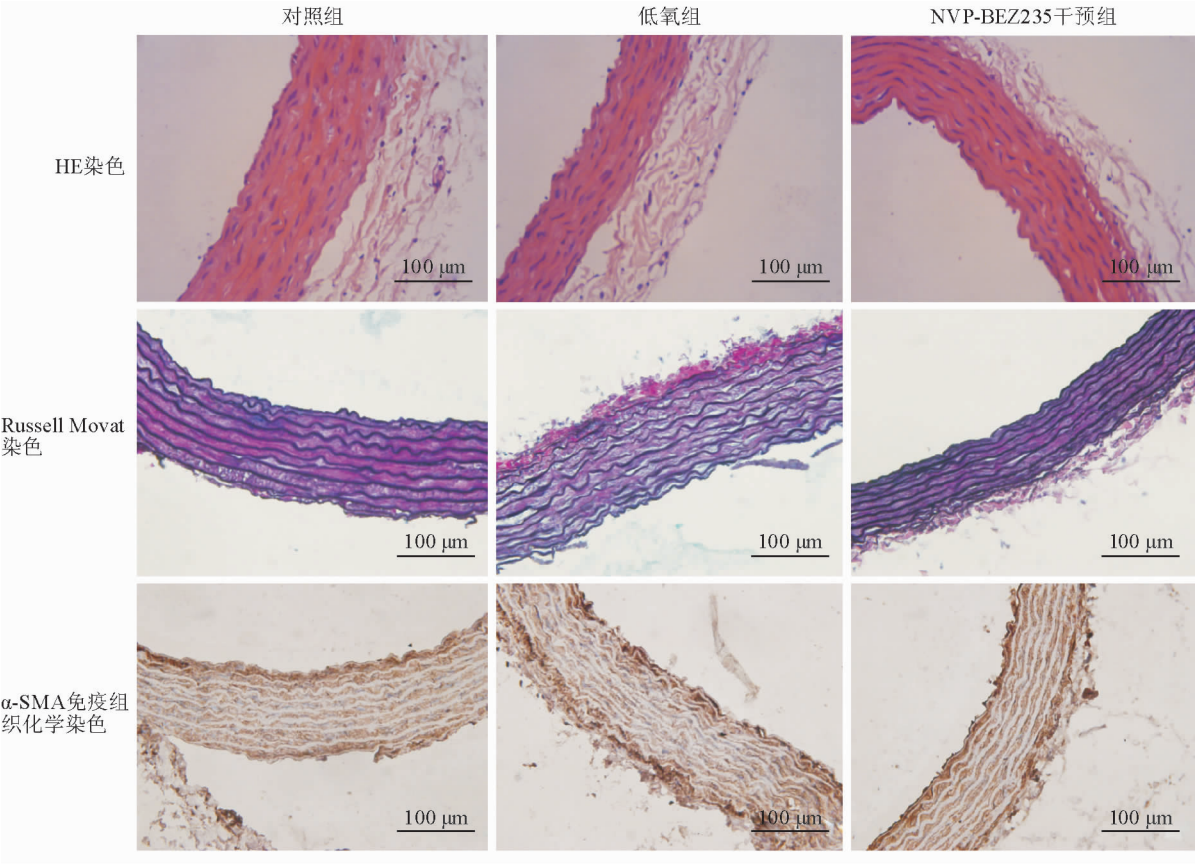 对照组
低氧组
NVP-BEZ235干预组
HE染色
100 μm
100 μm
100 μm
Russell Movat
染色
100 μm
100 μm
100 μm
α-SMA免疫组
织化学染色
100 μm
100 μm
100 μm